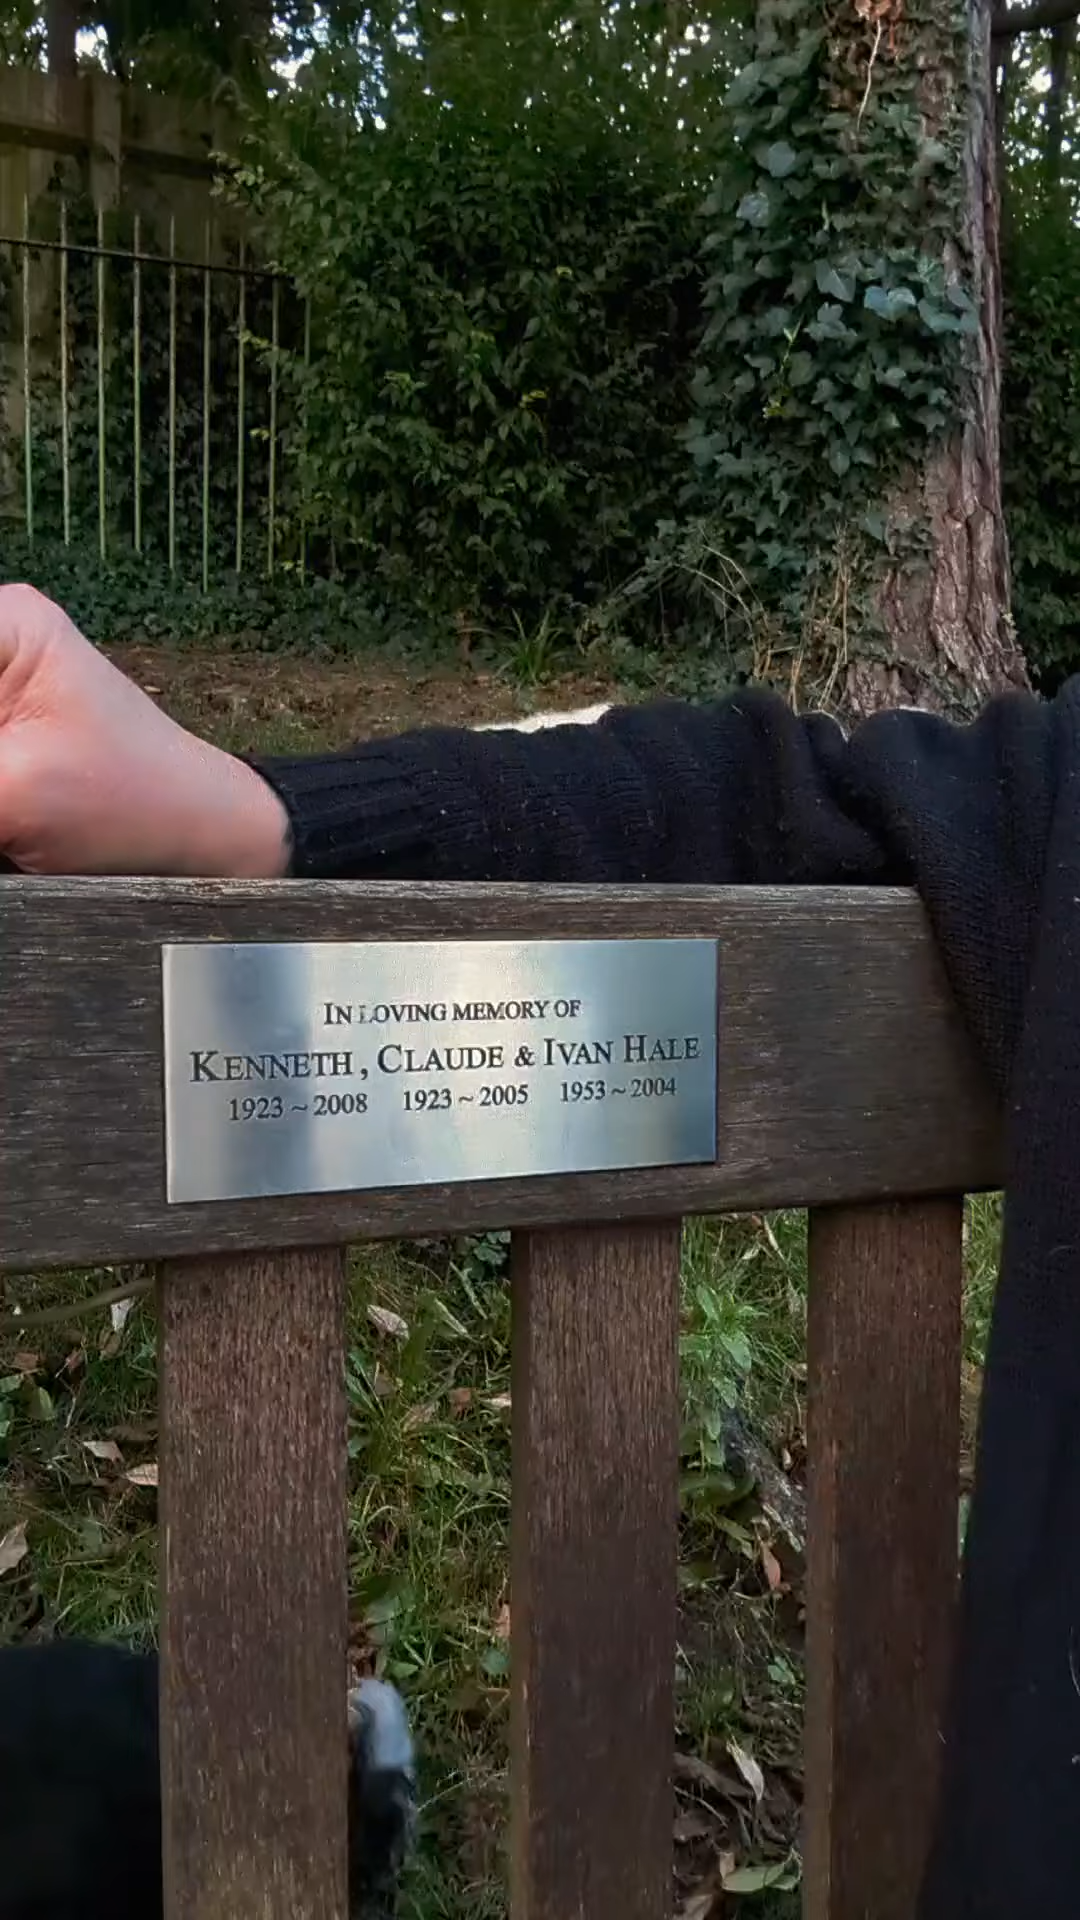 IN LOVING MEMORY OF
KENNETH, CLAUDE & IVAN HALE
1923 ~ 2008 1923 ~ 2005 1953 ~ 2004